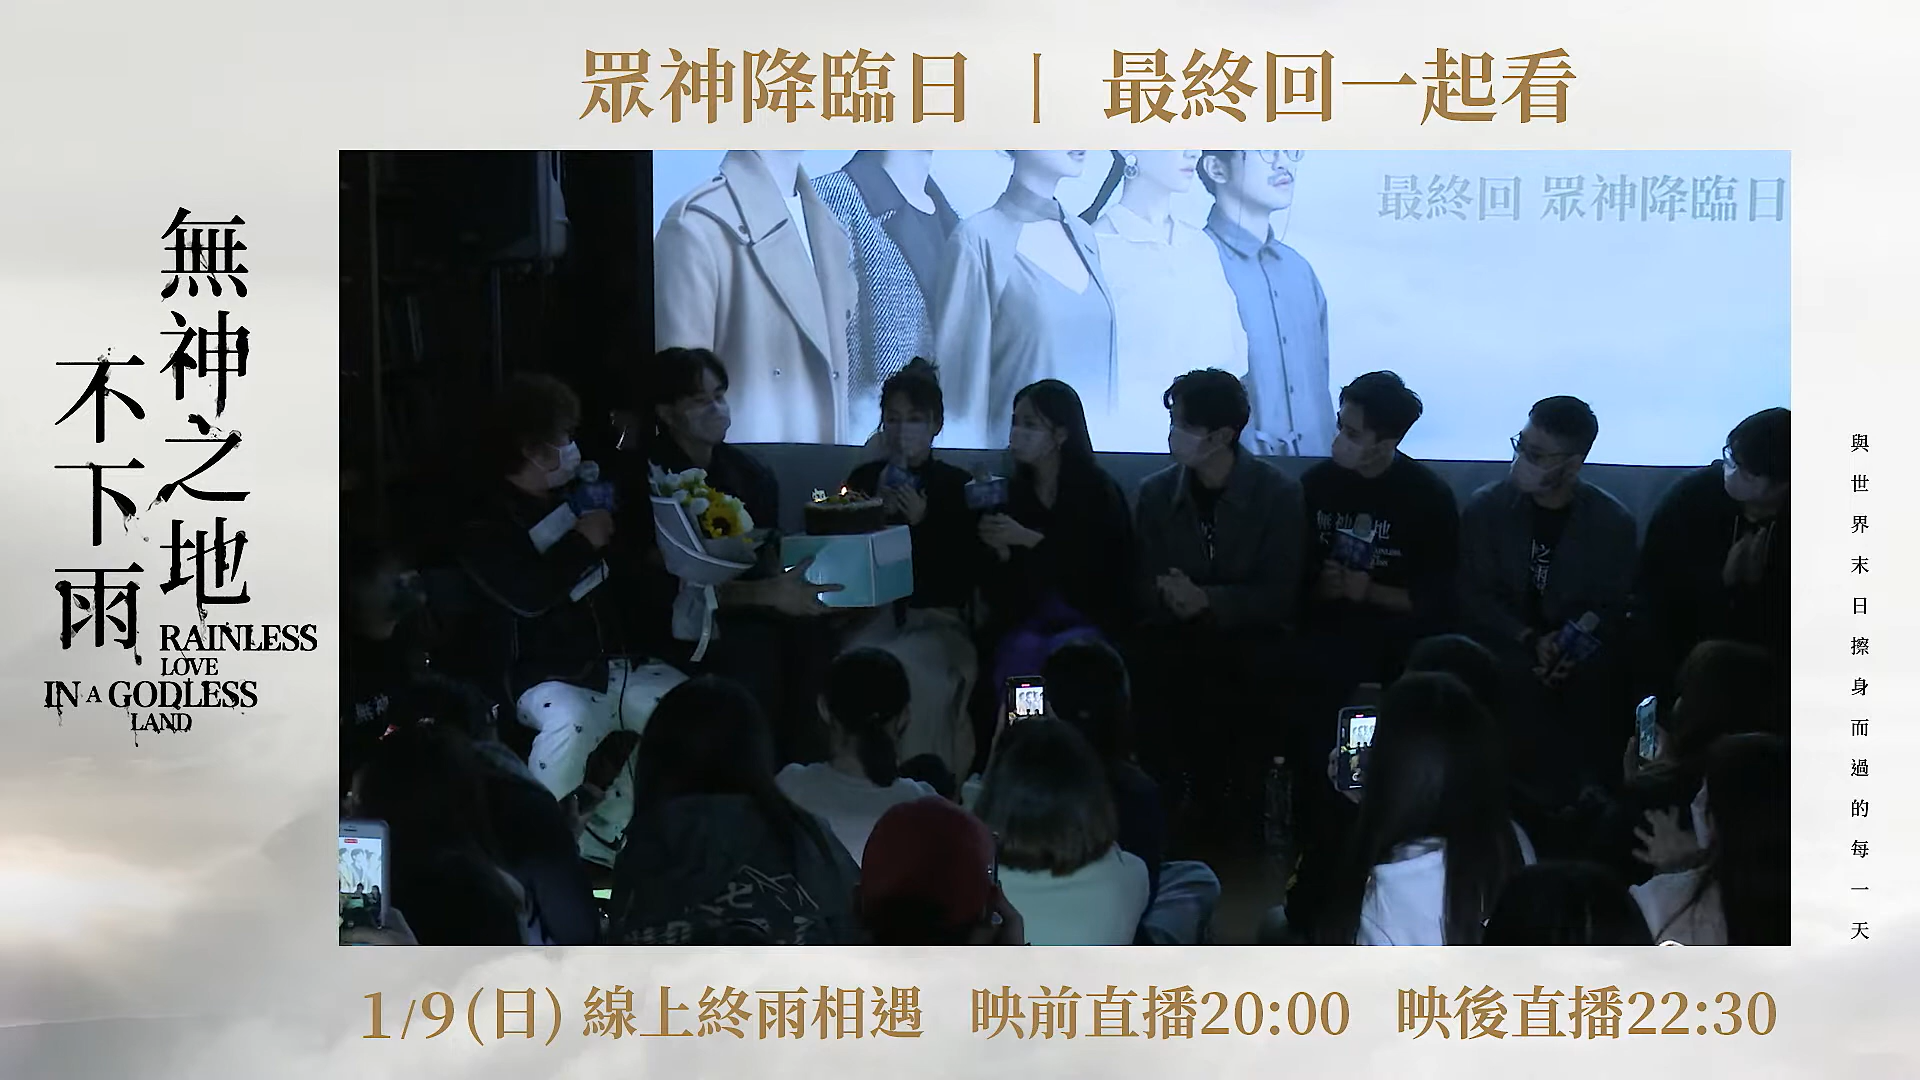 眾神降臨日 | 最終回一起看
最終回 眾神降臨日
無神之地
不下雨
RAINLESS
LOVE
IN A GODLESS
LAND
與世界末日擦身而過的每一天
1/9(日) 線上終雨相遇 映前直播20:00 映後直播22:30